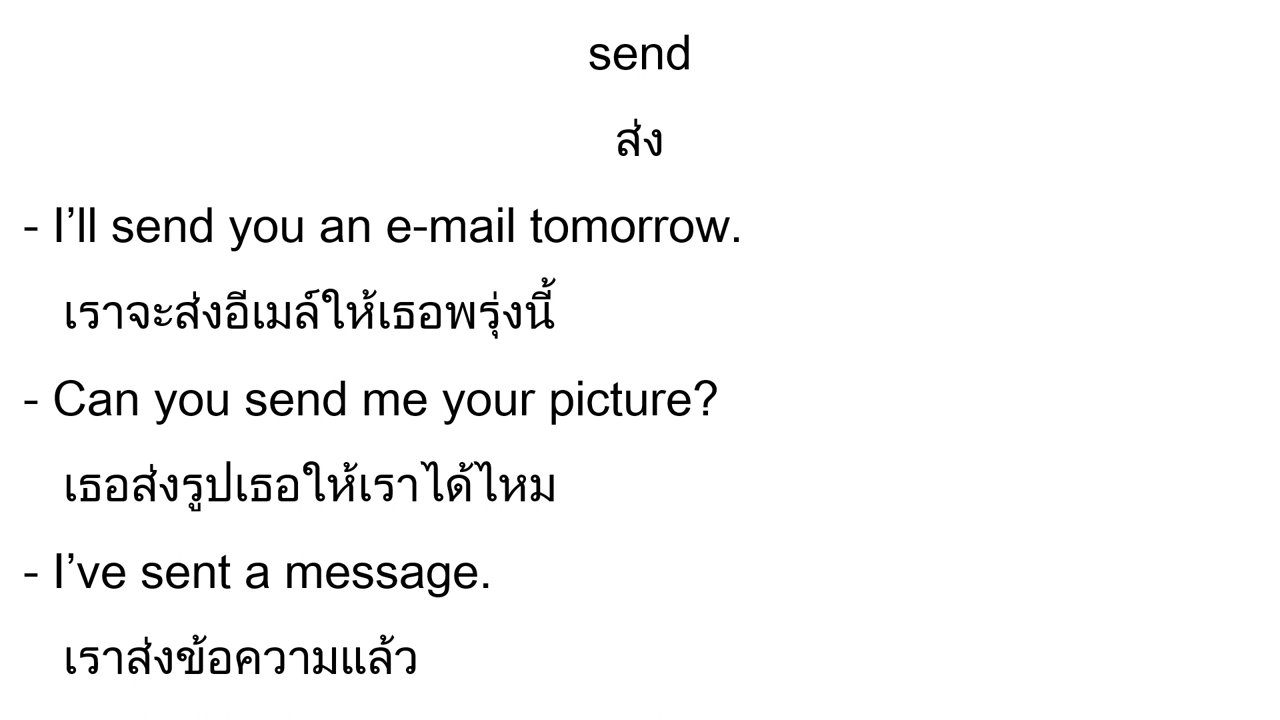 send
ส่ง
- I’ll send you an e-mail tomorrow.
เราจะส่งอีเมล์ให้เธอพรุ่งนี้
- Can you send me your picture?
เธอส่งรูปเธอให้เราได้ไหม
- I’ve sent a message.
เราส่งข้อความแล้ว